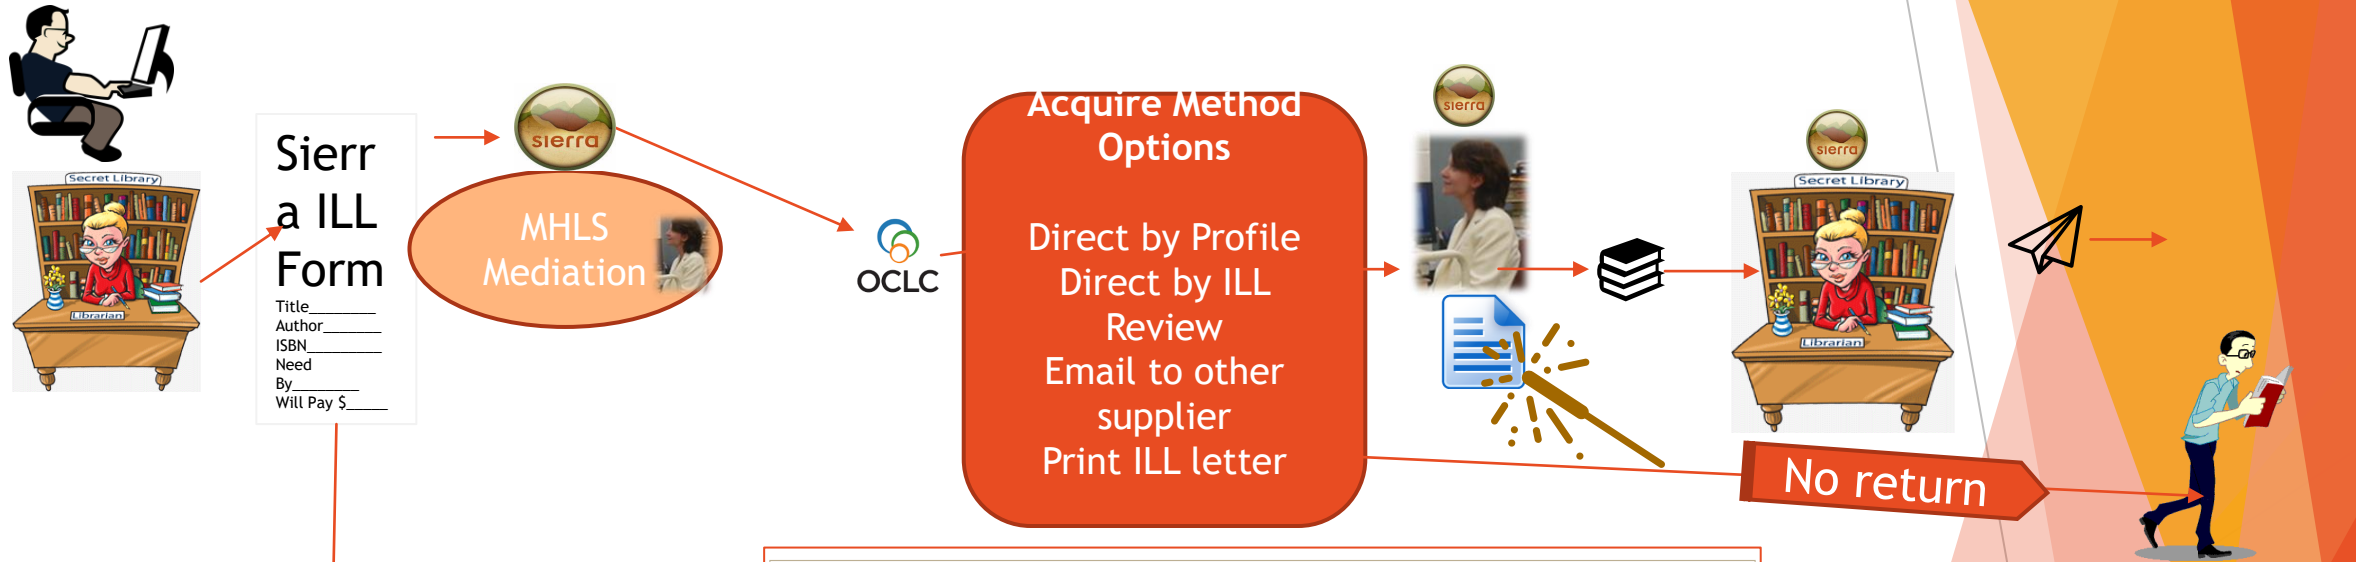 Secret Library
Librarian
Sierr
a ILL
Form
Title________
Author_______
ISBN_________
Need
By________
Will Pay $_____
sierra
MHLS
Mediation
OCLC
Acquire Method
Options
Direct by Profile
Direct by ILL
Review
Email to other
supplier
Print ILL letter
sierra
sierra
Secret Library
Librarian
No return